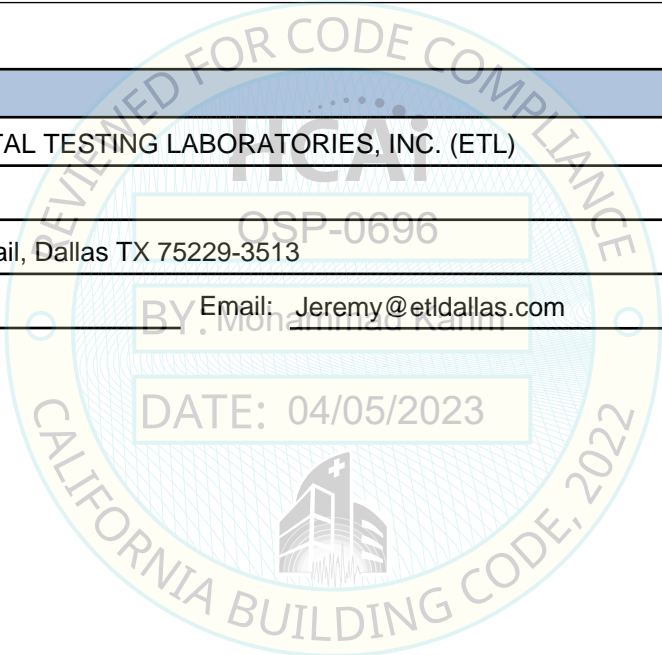 REVIEWED FOR CODE COMPLIANCE
HCAi
TAL TESTING LABORATORIES, INC. (ETL)
OSP-0696
ail, Dallas TX 75229-3513
Email: Jeremy@etldallas.com
BY: Mohammad Karim
DATE: 04/05/2023
CALIFORNIA BUILDING CODE, 2022